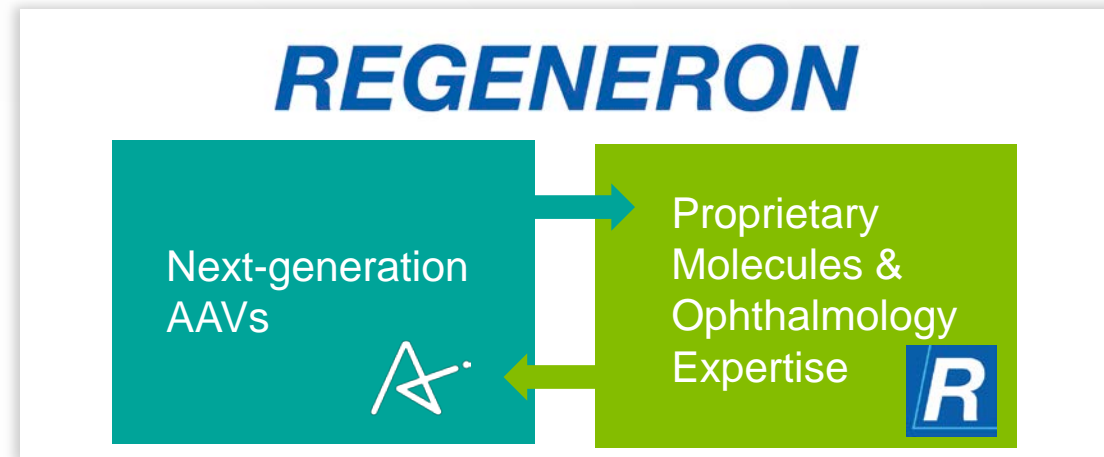 REGENERON
Next-generation
AAVs
Proprietary
Molecules &
Ophthalmology
Expertise
R